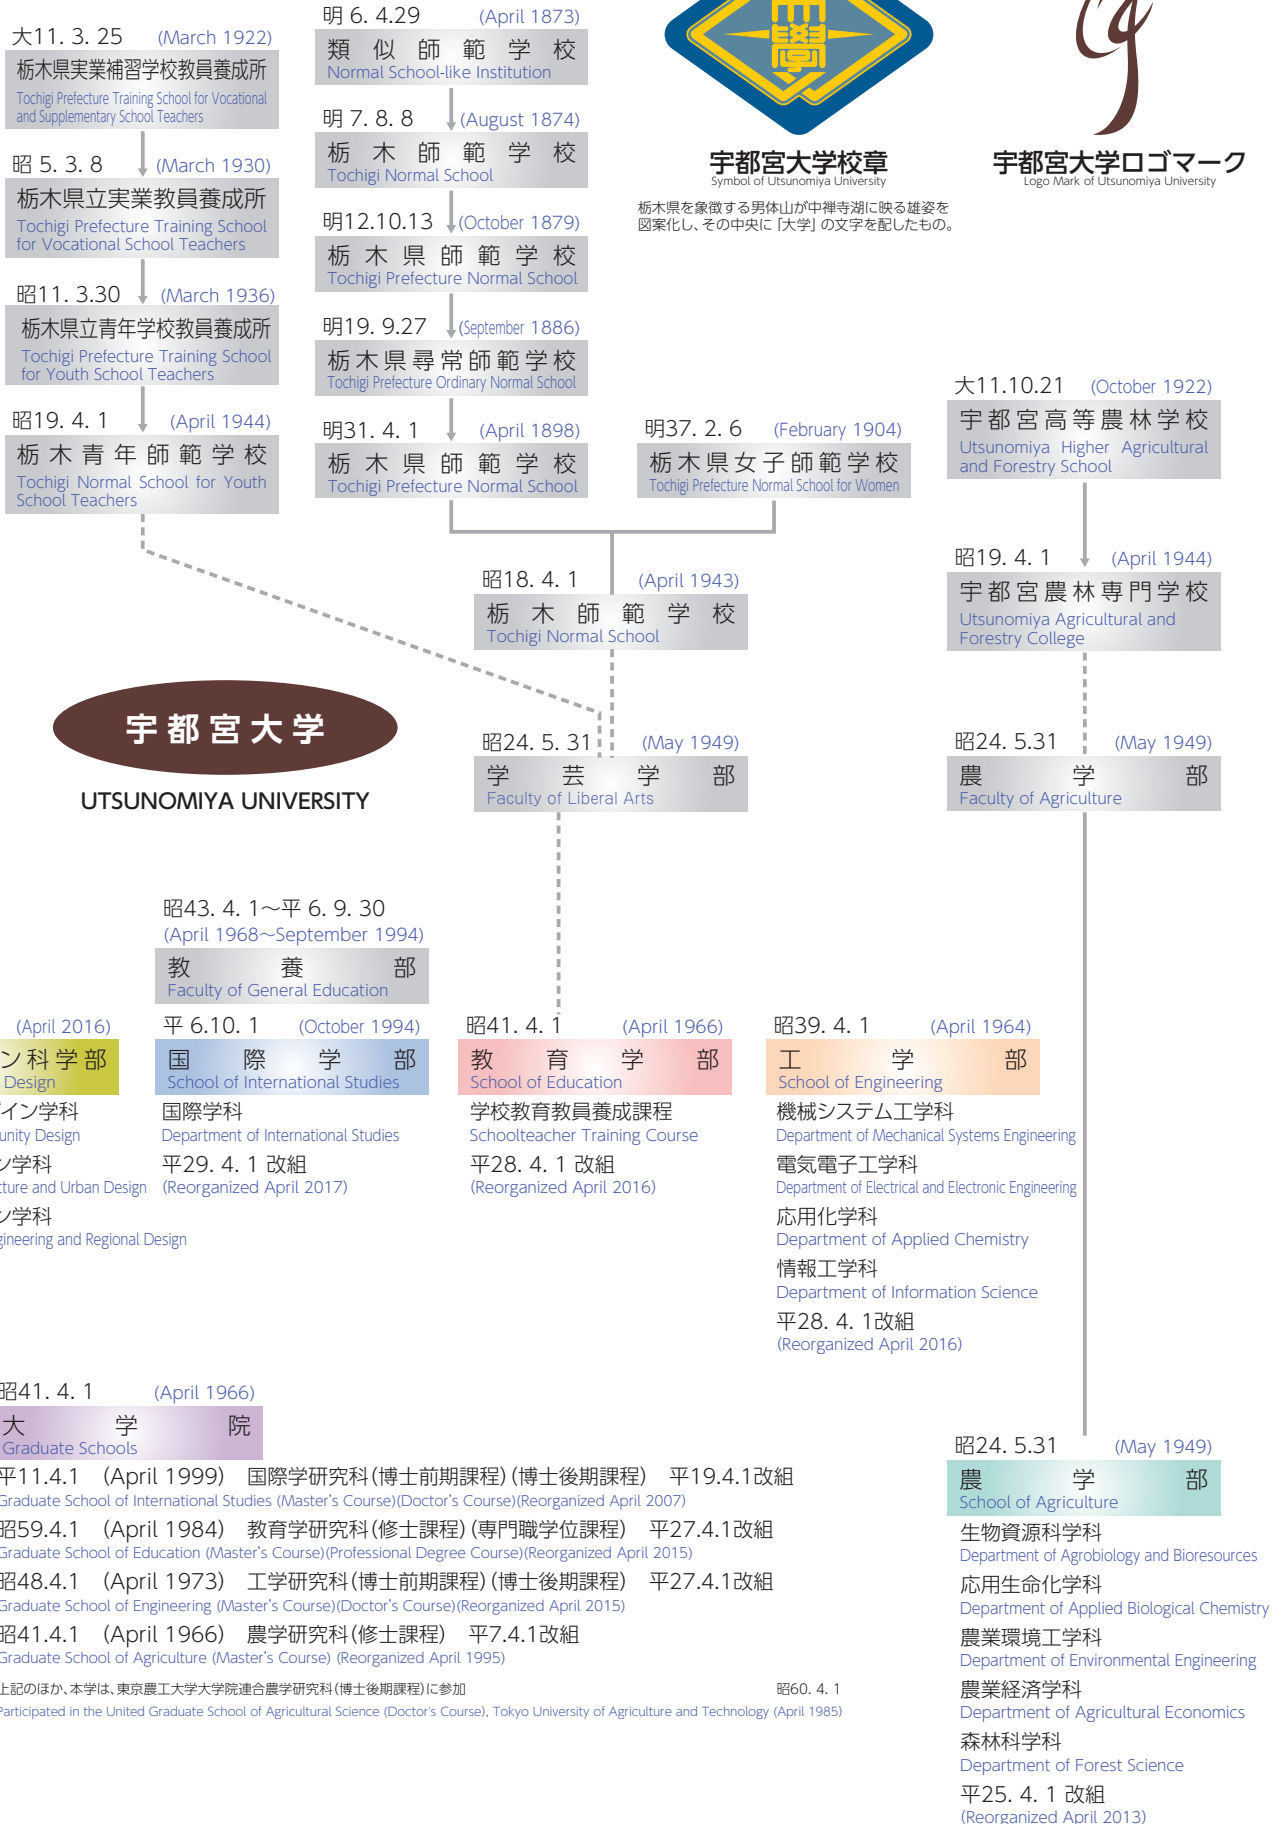 大11. 3. 25 (March 1922)
栃木県実業補習学校教員養成所
Tochigi Prefecture Training School for Vocational
and Supplementary School Teachers
昭 5. 3. 8 (March 1930)
栃木県立実業教員養成所
Tochigi Prefecture Training School
for Vocational School Teachers
昭11. 3.30 (March 1936)
栃木県立青年学校教員養成所
Tochigi Prefecture Training School
for Youth School Teachers
昭19. 4. 1 (April 1944)
栃木青年師範学校
Tochigi Normal School for Youth
School Teachers
明 6. 4.29 (April 1873)
類似師範学校
Normal School-like Institution
明 7. 8. 8 (August 1874)
栃木師範学校
Tochigi Normal School
明12.10.13 (October 1879)
栃木県師範学校
Tochigi Prefecture Normal School
明19. 9.27 (September 1886)
栃木県尋常師範学校
Tochigi Prefecture Ordinary Normal School
明31. 4. 1 (April 1898)
栃木県師範学校
Tochigi Prefecture Normal School
宇都宮大学校章
Symbol of Utsunomiya University
栃木県を象徴する男体山が中禅寺湖に映る雄姿を
図案化し、その中央に「大学」の文字を配したもの。
宇都宮大学ロゴマーク
Logo Mark of Utsunomiya University
明37. 2. 6 (February 1904)
栃木県女子師範学校
Tochigi Prefecture Normal School for Women
大11.10.21 (October 1922)
宇都宮高等農林学校
Utsunomiya Higher Agricultural
and Forestry School
昭18. 4. 1 (April 1943)
栃木師範学校
Tochigi Normal School
昭19. 4. 1 (April 1944)
宇都宮農林専門学校
Utsunomiya Agricultural and
Forestry College
宇都宮大学
UTSUNOMIYA UNIVERSITY
昭24. 5. 31 (May 1949)
学芸学部
Faculty of Liberal Arts
昭24. 5.31 (May 1949)
農学部
Faculty of Agriculture
昭43. 4. 1～平 6. 9. 30
(April 1968～September 1994)
教養部
Faculty of General Education
(April 2016)
ン科学部
Design
イン学科
unity Design
ン学科
cture and Urban Design
ン学科
gineering and Regional Design
平 6.10. 1 (October 1994)
国際学部
School of International Studies
国際学科
Department of International Studies
平29. 4. 1 改組
(Reorganized April 2017)
昭41. 4. 1 (April 1966)
教育学部
School of Education
学校教育教員養成課程
Schoolteacher Training Course
平28. 4. 1 改組
(Reorganized April 2016)
昭39. 4. 1 (April 1964)
工学部
School of Engineering
機械システム工学科
Department of Mechanical Systems Engineering
電気電子工学科
Department of Electrical and Electronic Engineering
応用化学科
Department of Applied Chemistry
情報工学科
Department of Information Science
平28. 4. 1改組
(Reorganized April 2016)
昭41. 4. 1 (April 1966)
大学院
Graduate Schools
平11.4.1 (April 1999) 国際学研究科(博士前期課程)(博士後期課程) 平19.4.1改組
Graduate School of International Studies (Master's Course)(Doctor's Course)(Reorganized April 2007)
昭59.4.1 (April 1984) 教育学研究科(修士課程)(専門職学位課程) 平27.4.1改組
Graduate School of Education (Master's Course)(Professional Degree Course)(Reorganized April 2015)
昭48.4.1 (April 1973) 工学研究科(博士前期課程)(博士後期課程) 平27.4.1改組
Graduate School of Engineering (Master's Course)(Doctor's Course)(Reorganized April 2015)
昭41.4.1 (April 1966) 農学研究科(修士課程) 平7.4.1改組
Graduate School of Agriculture (Master's Course) (Reorganized April 1995)
上記のほか、本学は、東京農工大学大学院連合農学研究科(博士後期課程)に参加 昭60. 4. 1
Participated in the United Graduate School of Agricultural Science (Doctor's Course), Tokyo University of Agriculture and Technology (April 1985)
昭24. 5.31 (May 1949)
農学部
School of Agriculture
生物資源科学科
Department of Agrobiology and Bioresources
応用生命化学科
Department of Applied Biological Chemistry
農業環境工学科
Department of Environmental Engineering
農業経済学科
Department of Agricultural Economics
森林科学科
Department of Forest Science
平25. 4. 1 改組
(Reorganized April 2013)